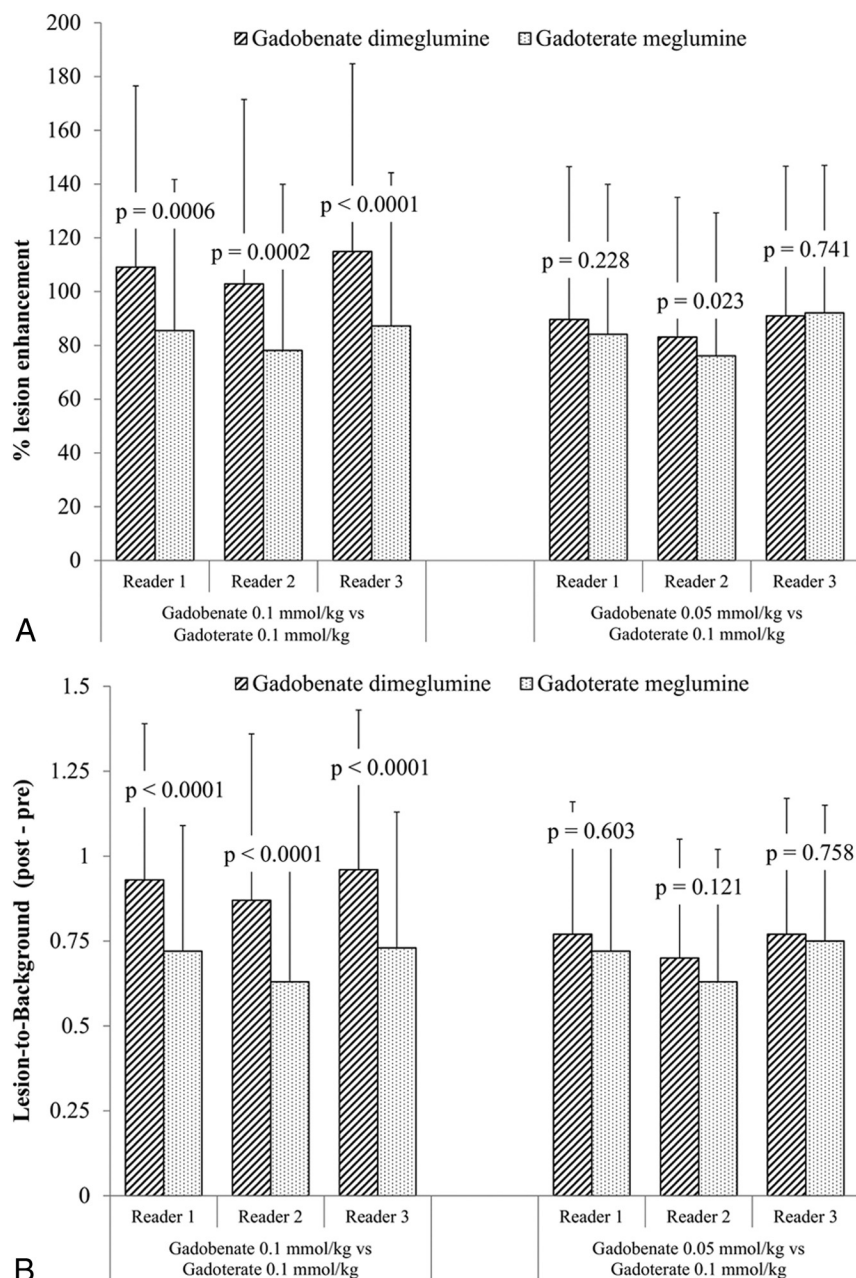 200
180
160
140
120
100
80
60
40
20
0
% lesion enhancement
Gadobenate dimeglumine
Gadoterate meglumine
p = 0.0006
p = 0.0002
p < 0.0001
p = 0.228
p = 0.023
p = 0.741
Reader 1
Reader 2
Reader 3
Reader 1
Reader 2
Reader 3
Gadobenate 0.1 mmol/kg vs
Gadoterate 0.1 mmol/kg
Gadobenate 0.05 mmol/kg vs
Gadoterate 0.1 mmol/kg
A
1.5
1.25
1
0.75
0.5
0.25
0
Lesion-to-Background (post - pre)
Gadobenate dimeglumine
Gadoterate meglumine
p < 0.0001
p < 0.0001
p < 0.0001
p = 0.603
p = 0.121
p = 0.758
Reader 1
Reader 2
Reader 3
Reader 1
Reader 2
Reader 3
Gadobenate 0.1 mmol/kg vs
Gadoterate 0.1 mmol/kg
Gadobenate 0.05 mmol/kg vs
Gadoterate 0.1 mmol/kg
B